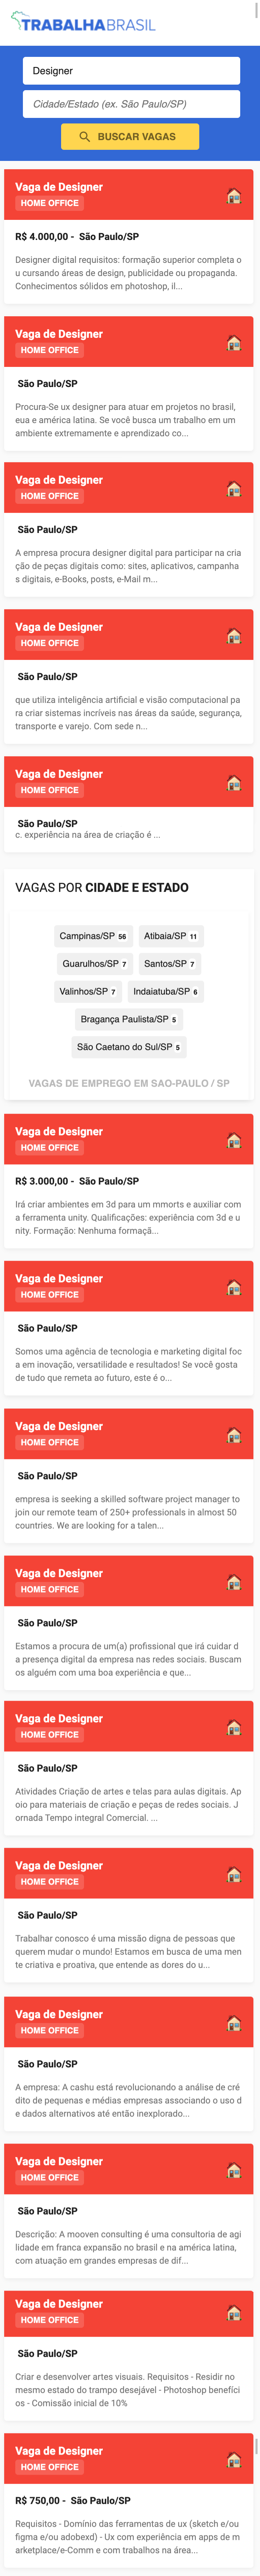 TRABALHABRASIL
Designer
Cidade/Estado (ex. São Paulo/SP)
BUSCAR VAGAS
Vaga de Designer
HOME OFFICE
R$ 4.000,00 - São Paulo/SP
Designer digital requisitos: formação superior completa o
u cursando áreas de design, publicidade ou propaganda.
Conhecimentos sólidos em photoshop, il...
Vaga de Designer
HOME OFFICE
São Paulo/SP
Procura-Se ux designer para atuar em projetos no brasil,
eua e américa latina. Se você busca um trabalho em um
ambiente extremamente e aprendizado co...
Vaga de Designer
HOME OFFICE
São Paulo/SP
A empresa procura designer digital para participar na cria
ção de peças digitais como: sites, aplicativos, campanha
s digitais, e-Books, posts, e-Mail m...
Vaga de Designer
HOME OFFICE
São Paulo/SP
que utiliza inteligência artificial e visão computacional pa
ra criar sistemas incríveis nas áreas da saúde, segurança,
transporte e varejo. Com sede n...
Vaga de Designer
HOME OFFICE
São Paulo/SP
c. experiência na área de criação é ...
VAGAS POR CIDADE E ESTADO
Campinas/SP 56 Atibaia/SP 11
Guarulhos/SP 7 Santos/SP 7
Valinhos/SP 7 Indaiatuba/SP 6
Bragança Paulista/SP 5
São Caetano do Sul/SP 5
VAGAS DE EMPREGO EM SAO-PAULO / SP
Vaga de Designer
HOME OFFICE
R$ 3.000,00 - São Paulo/SP
Irá criar ambientes em 3d para um mmorts e auxiliar com
a ferramenta unity. Qualificações: experiência com 3d e u
nity. Formação: Nenhuma formaçã...
Vaga de Designer
HOME OFFICE
São Paulo/SP
Somos uma agência de tecnologia e marketing digital foc
a em inovação, versatilidade e resultados! Se você gosta
de tudo que remeta ao futuro, este é o...
Vaga de Designer
HOME OFFICE
São Paulo/SP
empresa is seeking a skilled software project manager to
join our remote team of 250+ professionals in almost 50
countries. We are looking for a talen...
Vaga de Designer
HOME OFFICE
São Paulo/SP
Estamos a procura de um(a) profissional que irá cuidar d
a presença digital da empresa nas redes sociais. Buscam
os alguém com uma boa experiência e que...
Vaga de Designer
HOME OFFICE
São Paulo/SP
Atividades Criação de artes e telas para aulas digitais. Ap
oio para materiais de criação e peças de redes sociais. J
ornada Tempo integral Comercial. ...
Vaga de Designer
HOME OFFICE
São Paulo/SP
Trabalhar conosco é uma missão digna de pessoas que
querem mudar o mundo! Estamos em busca de uma men
te criativa e proativa, que entende as dores do u...
Vaga de Designer
HOME OFFICE
São Paulo/SP
A empresa: A cashu está revolucionando a análise de cré
dito de pequenas e médias empresas associando o uso d
e dados alternativos até então inexplorado...
Vaga de Designer
HOME OFFICE
São Paulo/SP
Descrição: A mooven consulting é uma consultoria de agi
lidade em franca expansão no brasil e na américa latina,
com atuação em grandes empresas de dif...
Vaga de Designer
HOME OFFICE
São Paulo/SP
Criar e desenvolver artes visuais. Requisitos - Residir no
mesmo estado do trampo desejável - Photoshop benefíci
os - Comissão inicial de 10%
Vaga de Designer
HOME OFFICE
R$ 750,00 - São Paulo/SP
Requisitos - Domínio das ferramentas de ux (sketch e/ou
figma e/ou adobexd) - Ux com experiência em apps de m
arketplace/e-Comm e com trabalhos na área...